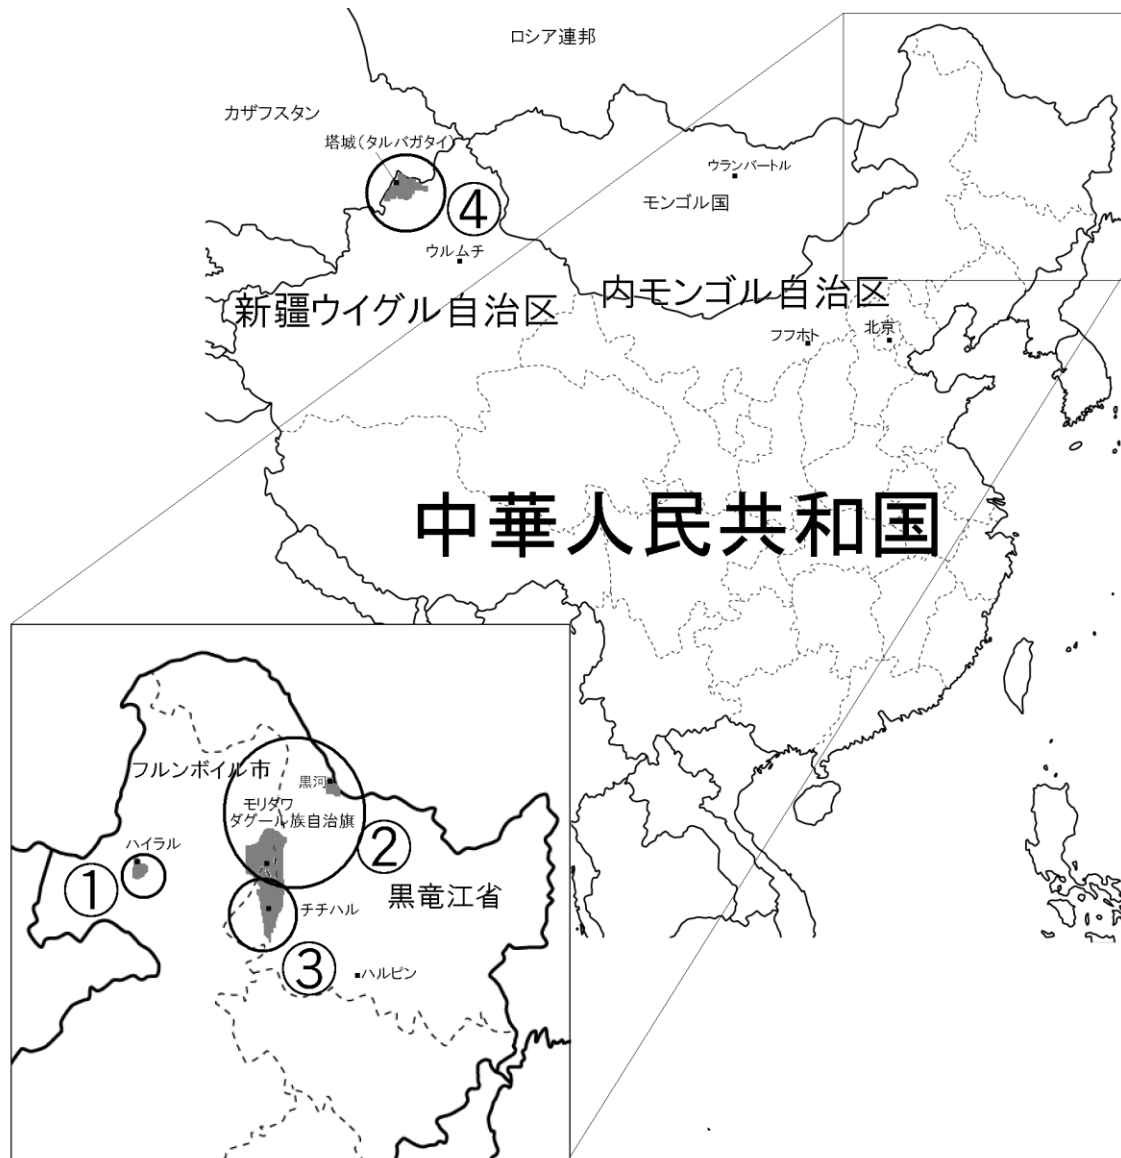 ロシア連邦
カザフスタン
塔城(タルバガタイ)
④
ウランバートル
モンゴル国
ウルムチ
新疆ウイグル自治区
内モンゴル自治区
フフホト
北京
中華人民共和国
フルンボイル市
黒河
モリダワ
ダグール族自治旗
②
ハイラル
①
黒竜江省
チチハル
③
ハルピン